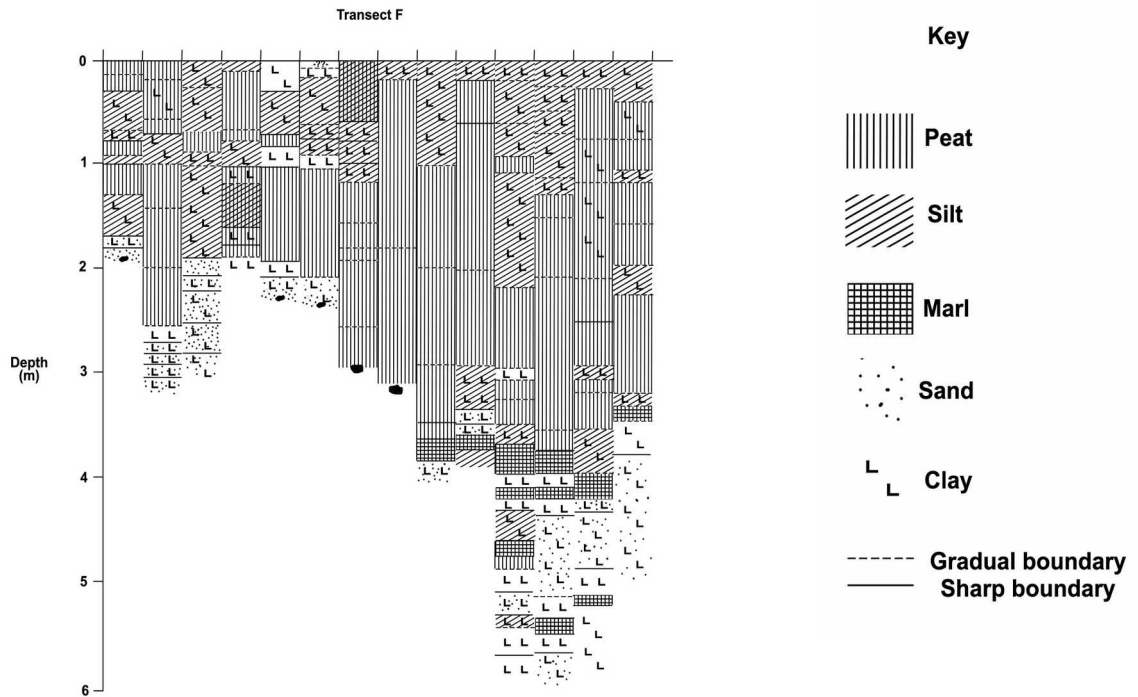 Transect F
0
1
2
3
4
5
6
Depth
(m)
??
Key
Peat
Silt
Marl
Sand
Clay
Gradual boundary
Sharp boundary